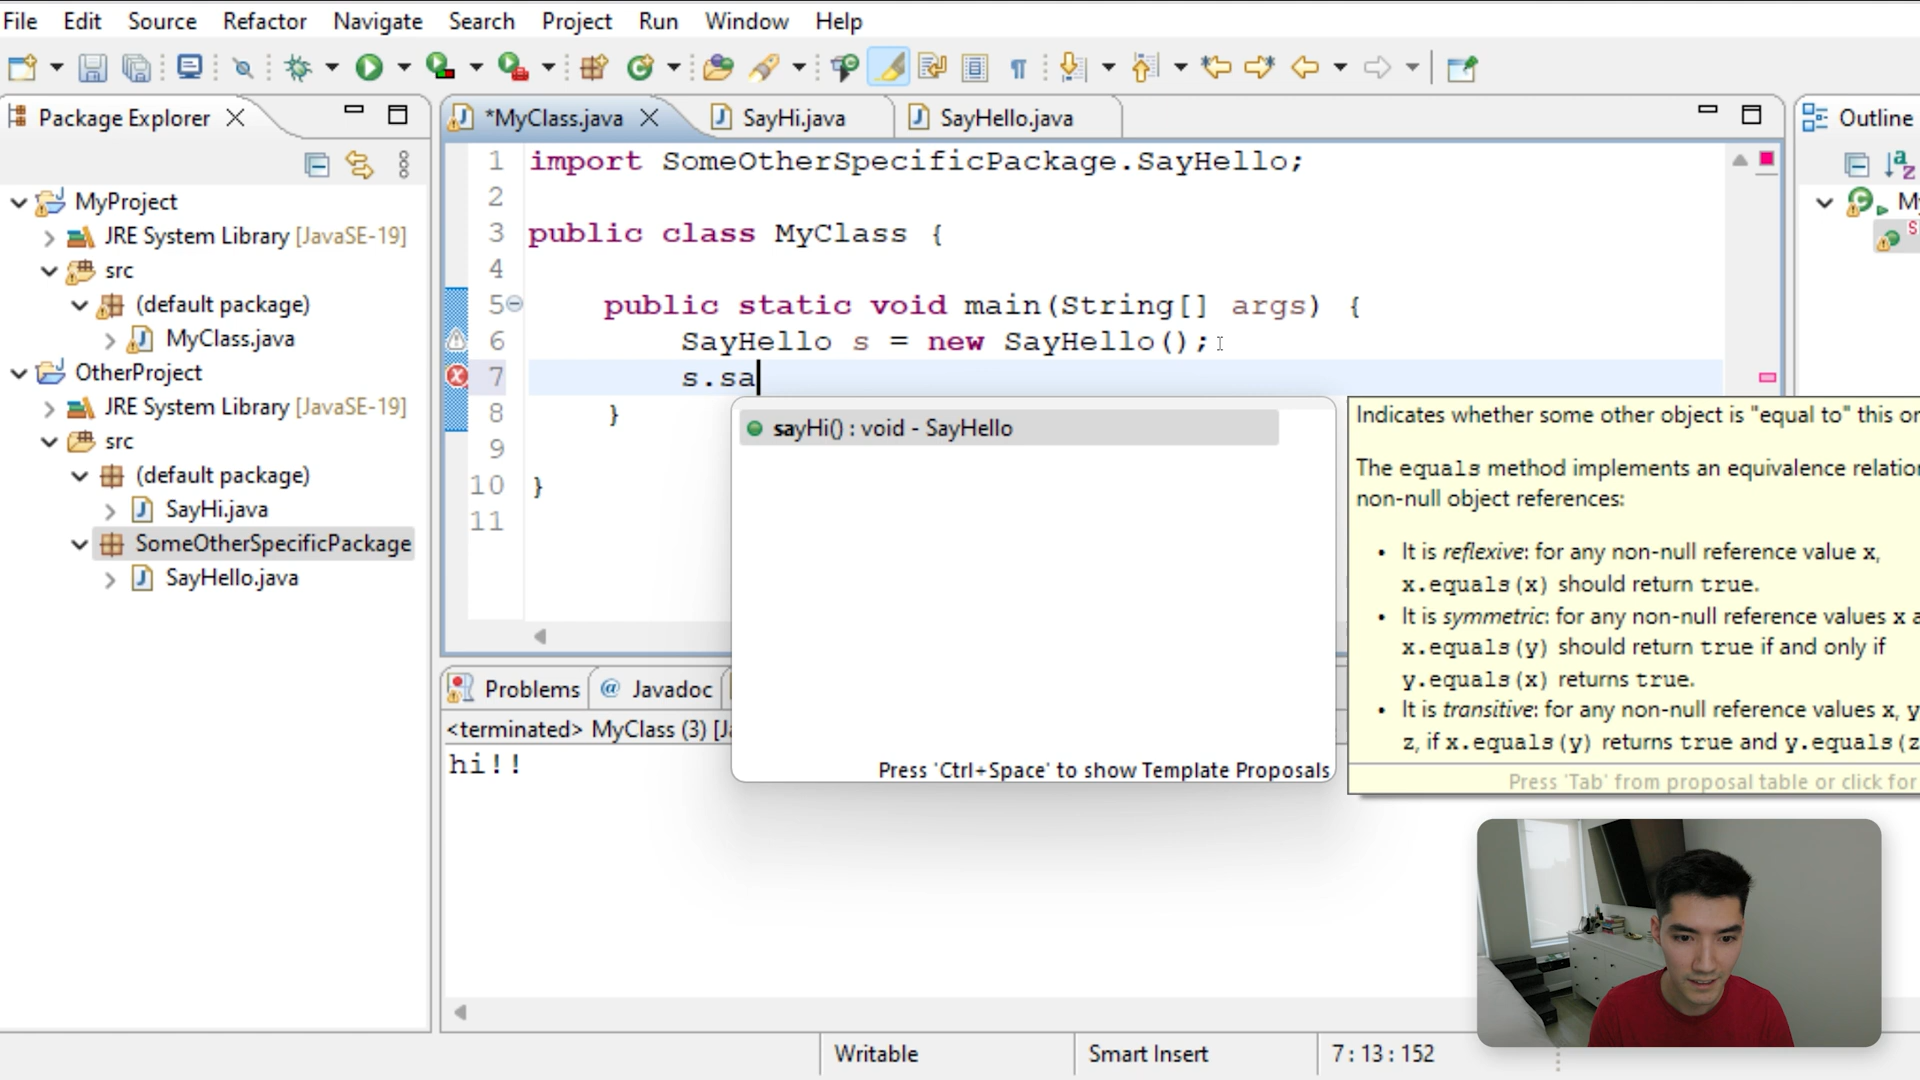 File Edit Source Refactor Navigate Search Project Run Window Help
Package Explorer
MyProject
JRE System Library [JavaSE-19]
src
(default package)
MyClass.java
OtherProject
JRE System Library [JavaSE-19]
src
(default package)
SayHi.java
SomeOtherSpecificPackage
SayHello.java
*MyClass.java SayHi.java SayHello.java
1 import SomeOtherSpecificPackage.SayHello;
2
3 public class MyClass {
4
5 public static void main(String[] args) {
6 SayHello s = new SayHello();
7 s.sa
8 }
9
10 }
11
sayHi() : void - SayHello
Press 'Ctrl+Space' to show Template Proposals
Indicates whether some other object is "equal to" this
The equals method implements an equivalence
non-null object references:
• It is reflexive: for any non-null reference value x,
x.equals(x) should return true.
• It is symmetric: for any non-null reference values x
x.equals(y) should return true if and only if
y.equals(x) returns true.
• It is transitive: for any non-null reference values x, y
z, if x.equals(y) returns true and y.equals(z
Press 'Tab' from proposal table or click for
Outline
Problems @ Javadoc
<terminated> MyClass (3)
hi!!
Writable Smart Insert 7 : 13 : 152